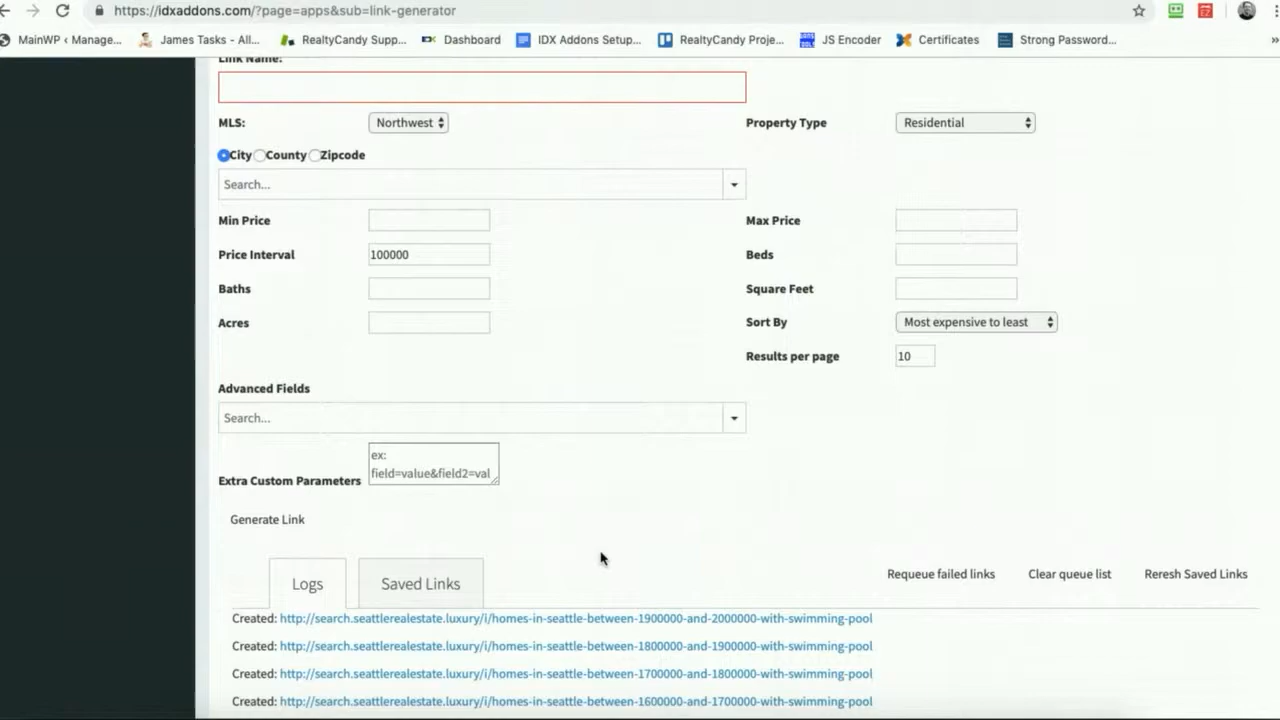 https://idxaddons.com/?page=apps&sub=link-generator
MainWP ‹ Manage... James Tasks - All... RealtyCandy Supp... Dashboard IDX Addons Setup... RealtyCandy Proje... JS Encoder Certificates Strong Password... »
Link Name:
MLS: Northwest Property Type Residential
City County Zipcode
Search...
Min Price Max Price
Price Interval 100000 Beds
Baths Square Feet
Acres Sort By Most expensive to least
Results per page 10
Advanced Fields
Search...
ex:
field=value&field2=val
Extra Custom Parameters
Generate Link
Logs Saved Links Requeue failed links Clear queue list Reresh Saved Links
Created: http://search.seattlerealestate.luxury/i/homes-in-seattle-between-1900000-and-2000000-with-swimming-pool
Created: http://search.seattlerealestate.luxury/i/homes-in-seattle-between-1800000-and-1900000-with-swimming-pool
Created: http://search.seattlerealestate.luxury/i/homes-in-seattle-between-1700000-and-1800000-with-swimming-pool
Created: http://search.seattlerealestate.luxury/i/homes-in-seattle-between-1600000-and-1700000-with-swimming-pool